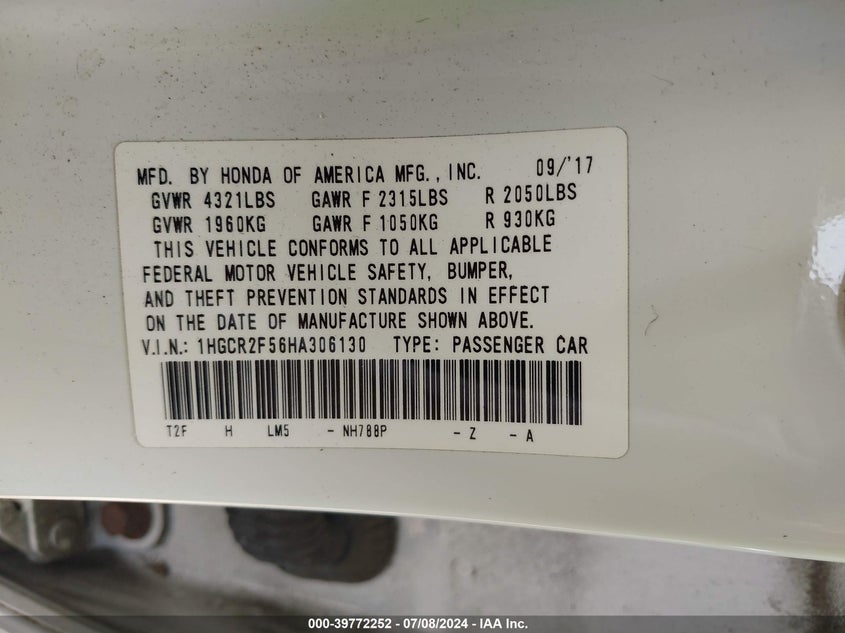 MFD. BY HONDA OF AMERICA MFG., INC. 09/'17
GVWR 4321LBS GAWR F 2315LBS R 2050LBS
GVWR 1960KG GAWR F 1050KG R 930KG
THIS VEHICLE CONFORMS TO ALL APPLICABLE
FEDERAL MOTOR VEHICLE SAFETY, BUMPER,
AND THEFT PREVENTION STANDARDS IN EFFECT
ON THE DATE OF MANUFACTURE SHOWN ABOVE.
V.I.N.: 1HGCR2F56HA306130 TYPE: PASSENGER CAR
T2F H LM5 - NH788P - Z - A
000-39772252 - 07/08/2024 - IAA Inc.